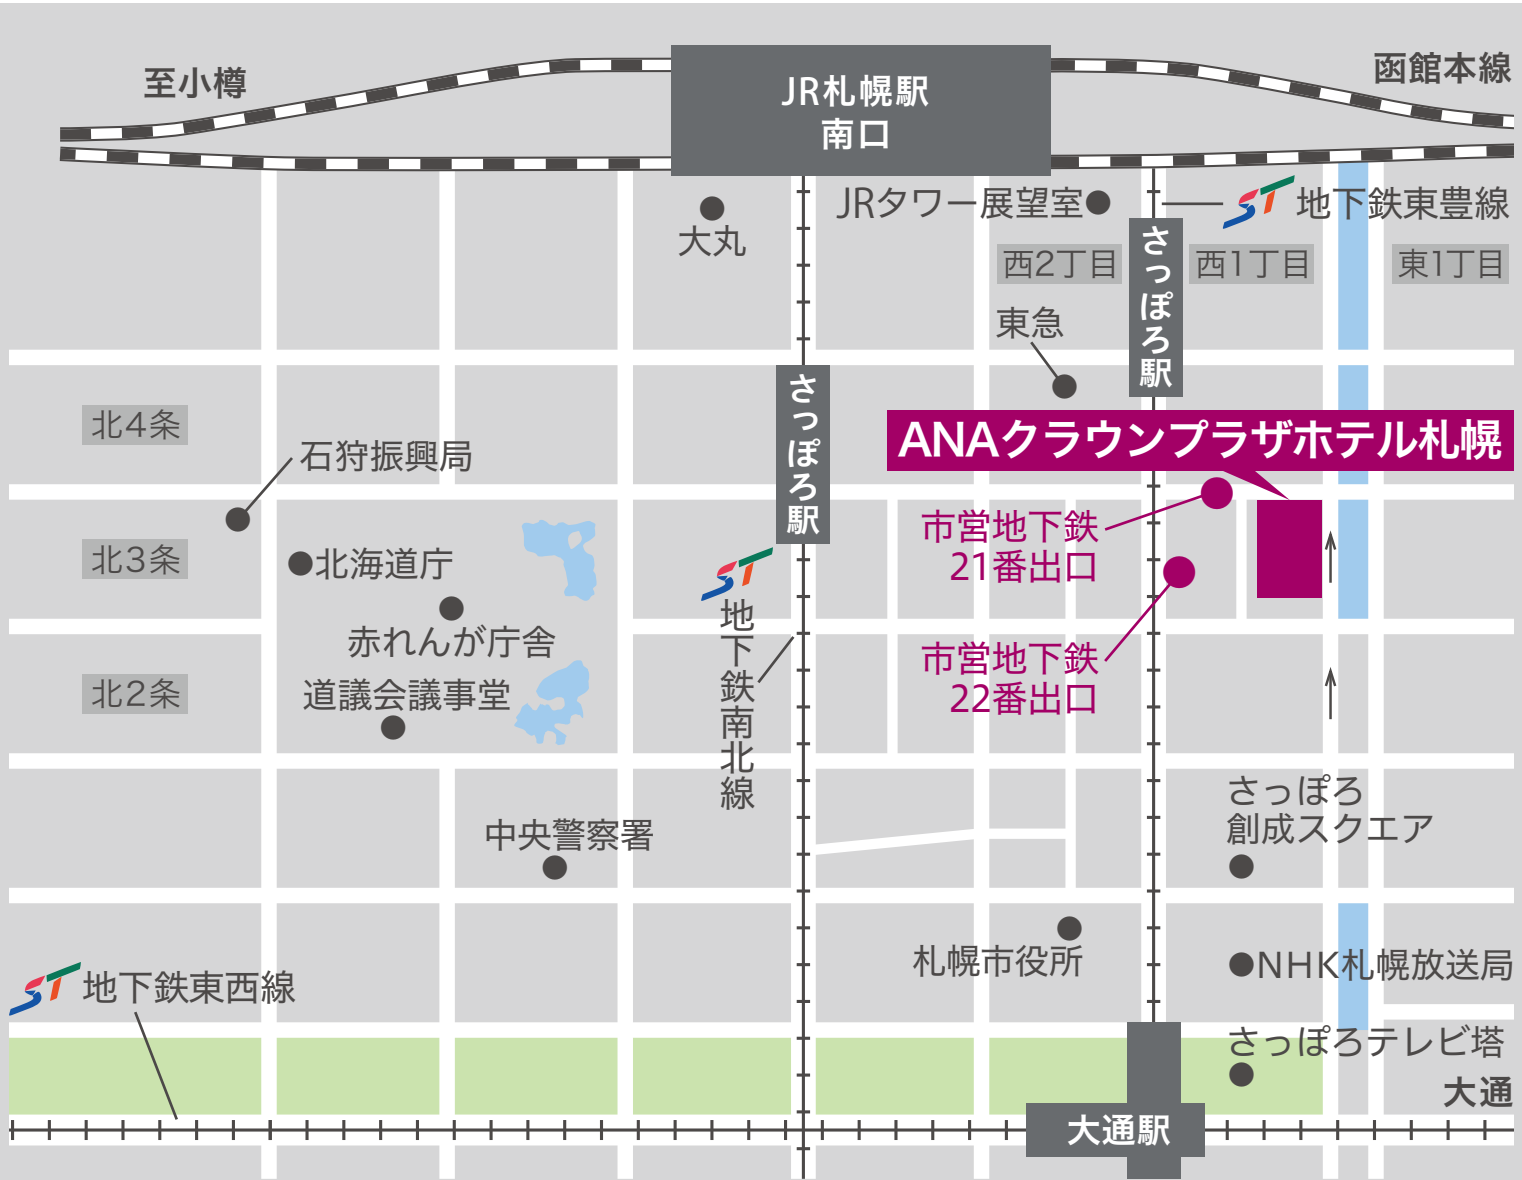 至小樽
JR札幌駅
南口
函館本線
大丸
JRタワー展望室
ST
地下鉄東豊線
西2丁目
さっぽろ駅
西1丁目
東1丁目
東急
さっぽろ駅
北4条
石狩振興局
ANAクラウンプラザホテル札幌
市営地下鉄
21番出口
北3条
北海道庁
ST
地下鉄南北線
赤れんが庁舎
市営地下鉄
22番出口
北2条
道議会議事堂
さっぽろ
創成スクエア
中央警察署
札幌市役所
NHK札幌放送局
ST
地下鉄東西線
さっぽろテレビ塔
大通
大通駅